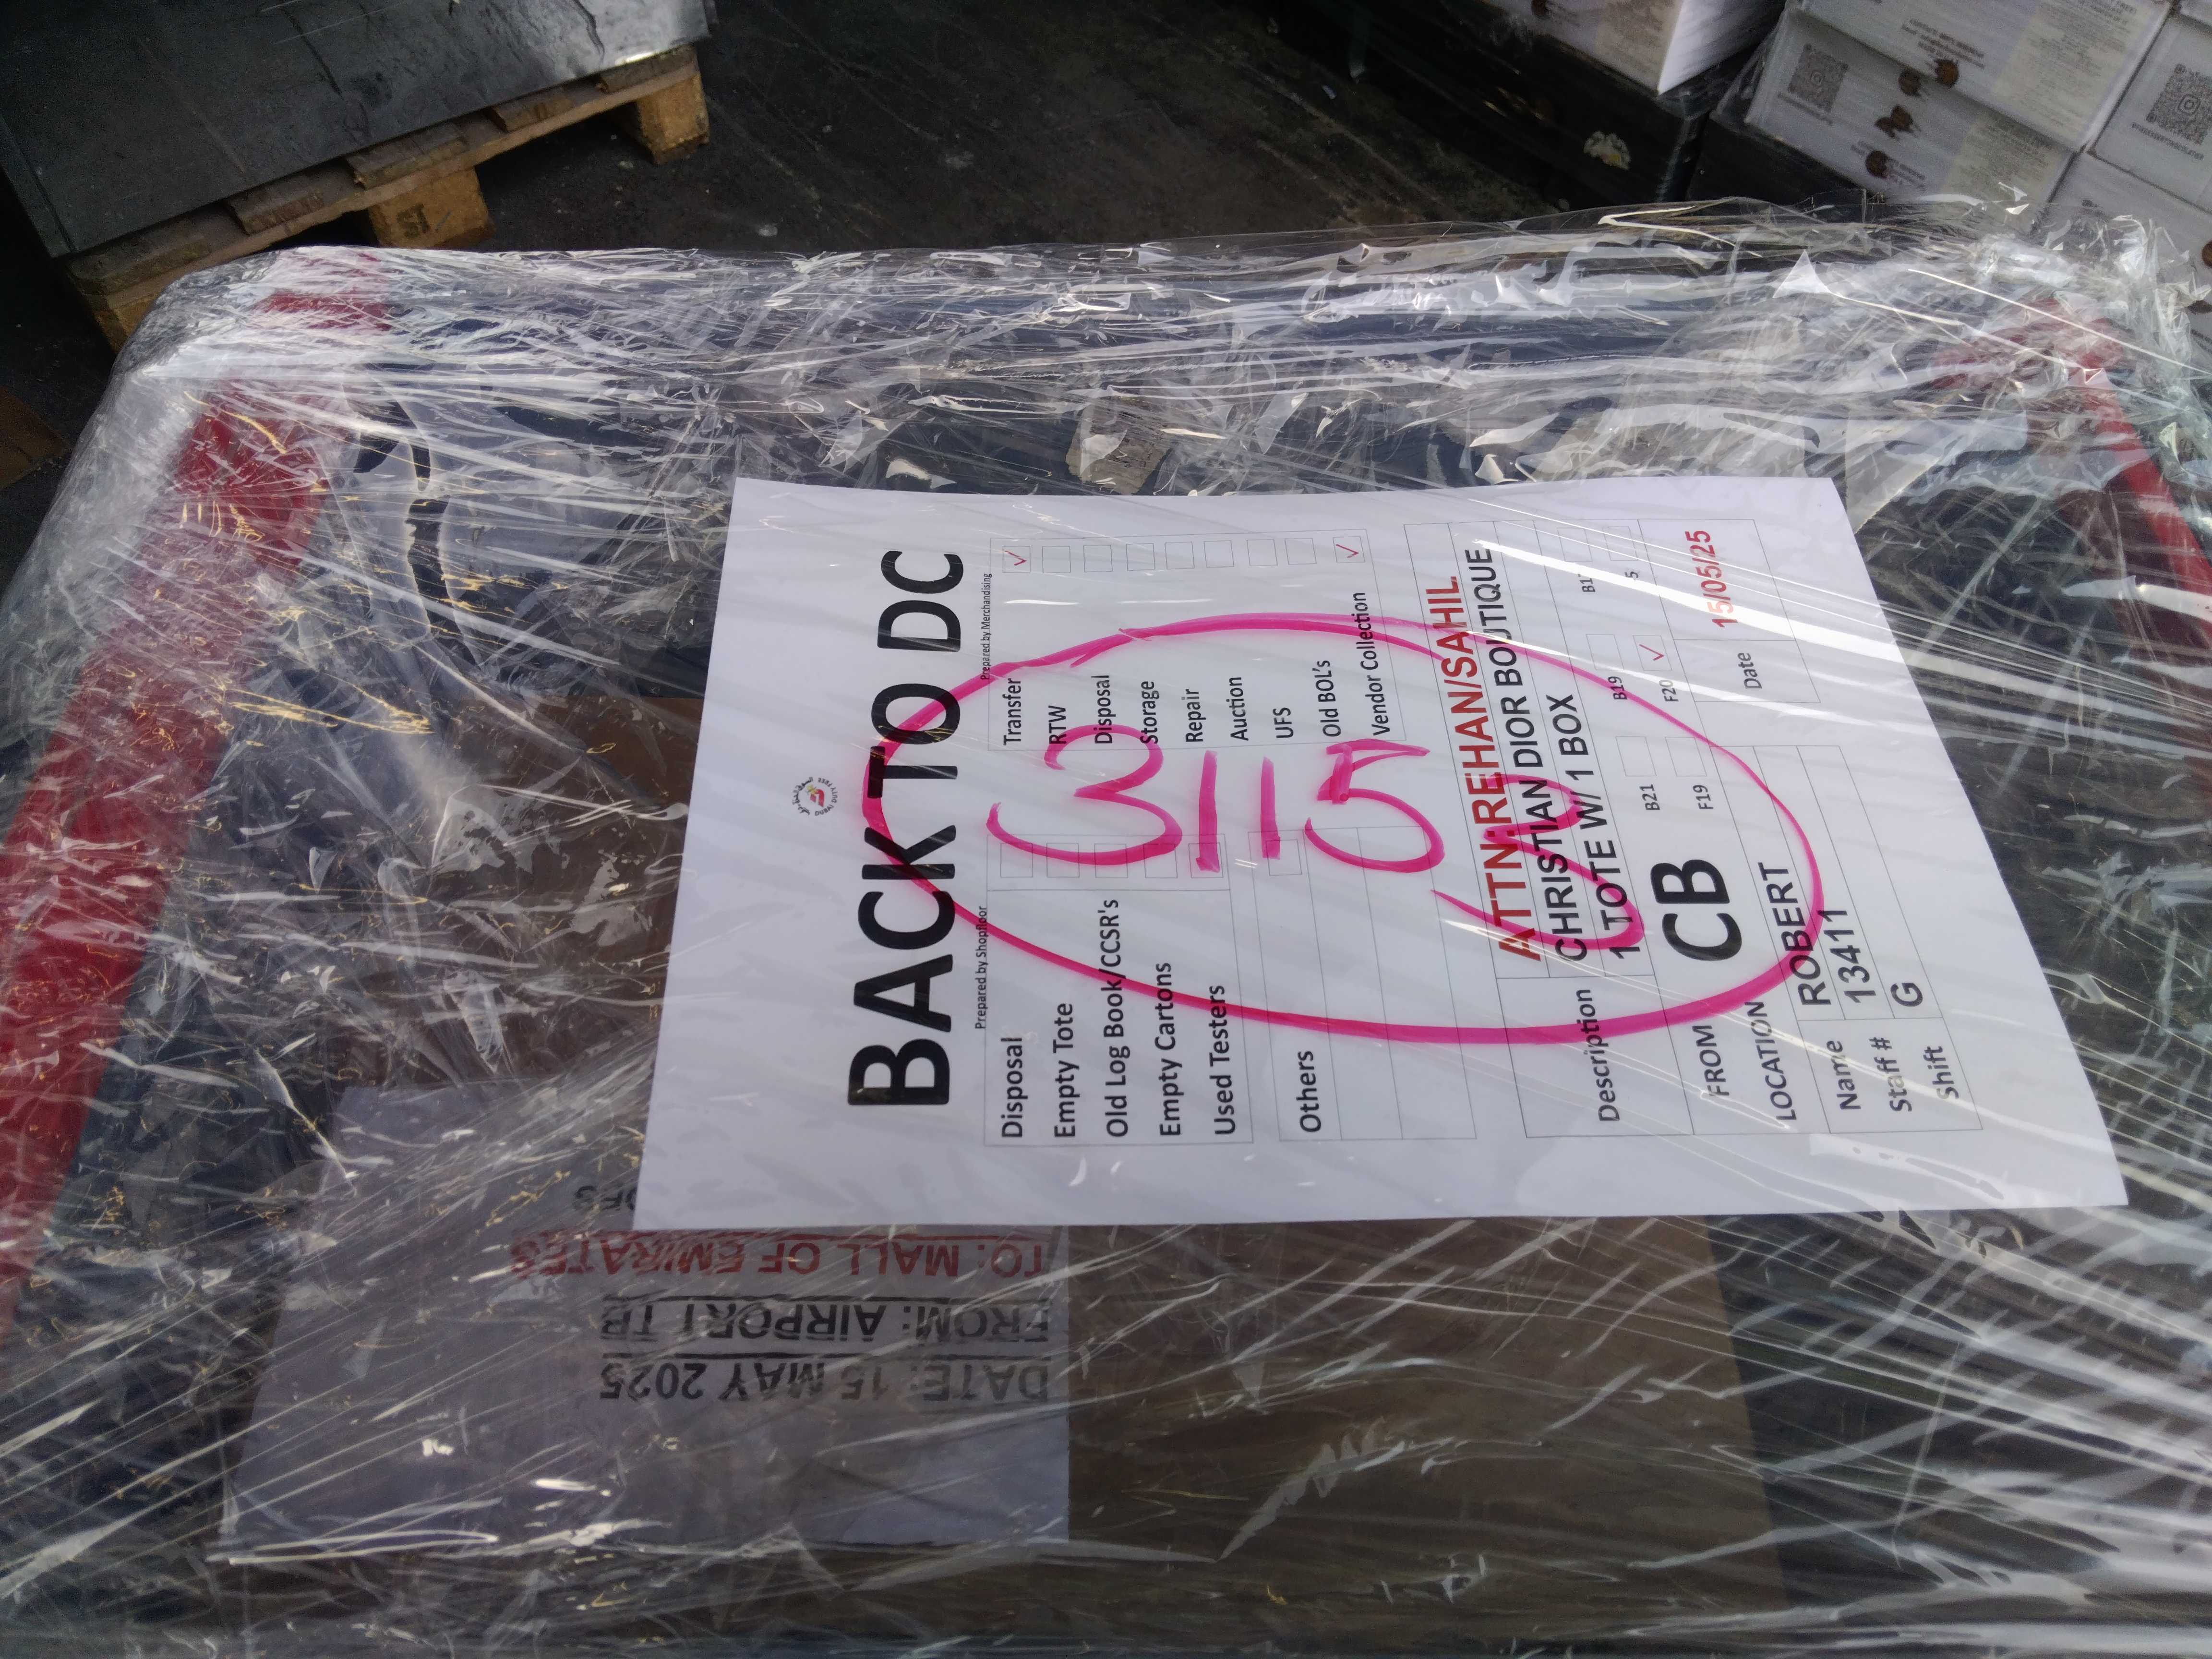 BACK TO DC
Prepared by Shopfloor
Prepared by Merchandising
Disposal
Transfer ✓
Empty Tote
RTW
Old Log Book/CCSR's
Disposal
Empty Cartons
Storage
Used Testers
Repair
Auction
Others
UFS
Old BOL's
Vendor Collection ✓
3115
ATTN:REHAN/SAHIL
Description
CHRISTIAN DIOR BOUTIQUE
1 TOTE W/ 1 BOX
FROM
LOCATION
CB
B21
B19
F19
F20 ✓
Name ROBERT
Date 15/05/25
Staff # 13411
Shift G
DATE: 15 MAY 2025
FROM: AIRPORT TB
TO: MALL OF EMIRATES